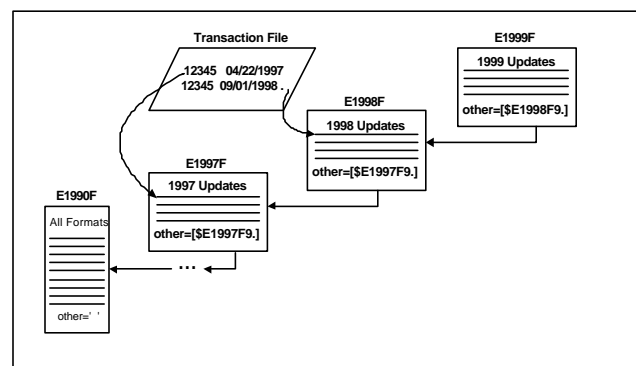 Transaction File
12345 04/22/1997
12345 09/01/1998 .
E1999F
1999 Updates
other=[$E1998F9.]
E1998F
1998 Updates
other=[$E1997F9.]
E1997F
1997 Updates
other=[$E1997F9.]
E1990F
All Formats
...
other=' '